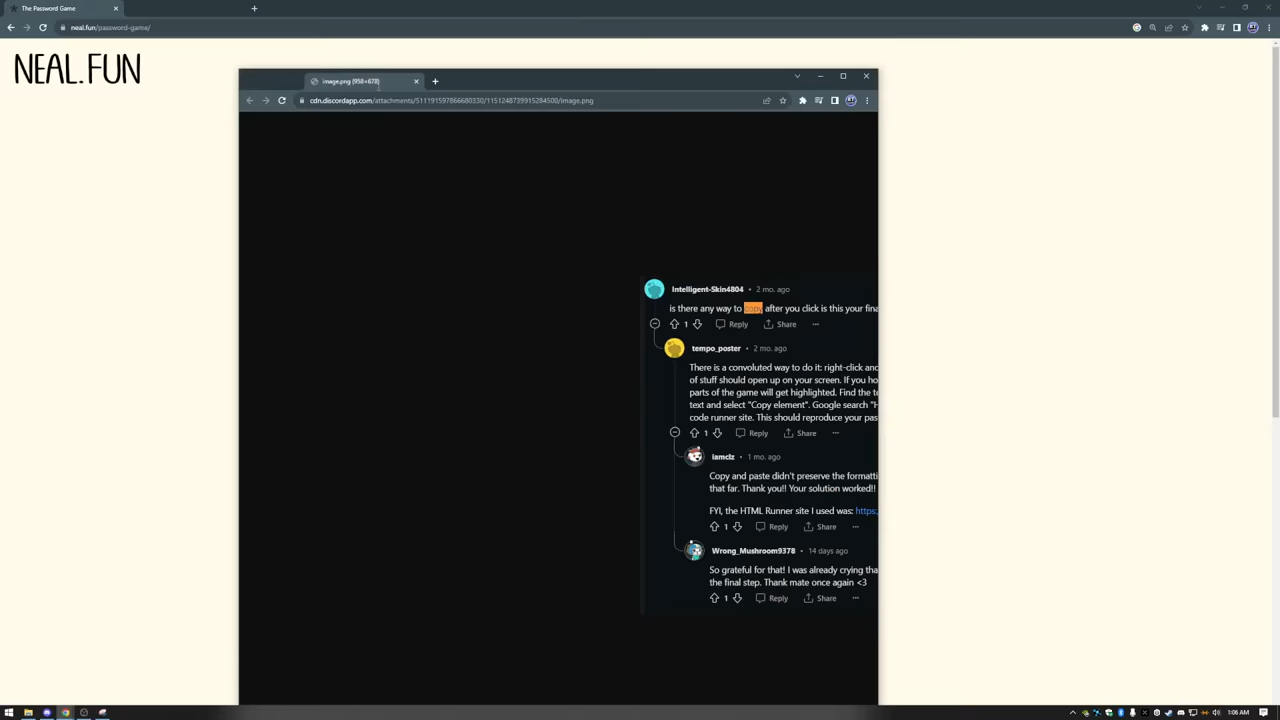 The Password Game
neal.fun/password-game/
NEAL.FUN
image.png (958×678)
cdn.discordapp.com/attachments/511191597866680330/1151248739915284500/image.png
Intelligent-Skin4804 • 2 mo. ago
is there any way to copy after you click is this your fina
1 Reply Share ...
tempo_poster • 2 mo. ago
There is a convoluted way to do it: right-click and
of stuff should open up on your screen. If you ho
parts of the game will get highlighted. Find the te
text and select "Copy element". Google search "H
code runner site. This should reproduce your pas
1 Reply Share ...
iamclz • 1 mo. ago
Copy and paste didn't preserve the formatti
that far. Thank you!! Your solution worked!!
FYI, the HTML Runner site I used was: https:
1 Reply Share ...
Wrong_Mushroom9378 • 14 days ago
So grateful for that! I was already crying tha
the final step. Thank mate once again <3
1 Reply Share ...
1:06 AM